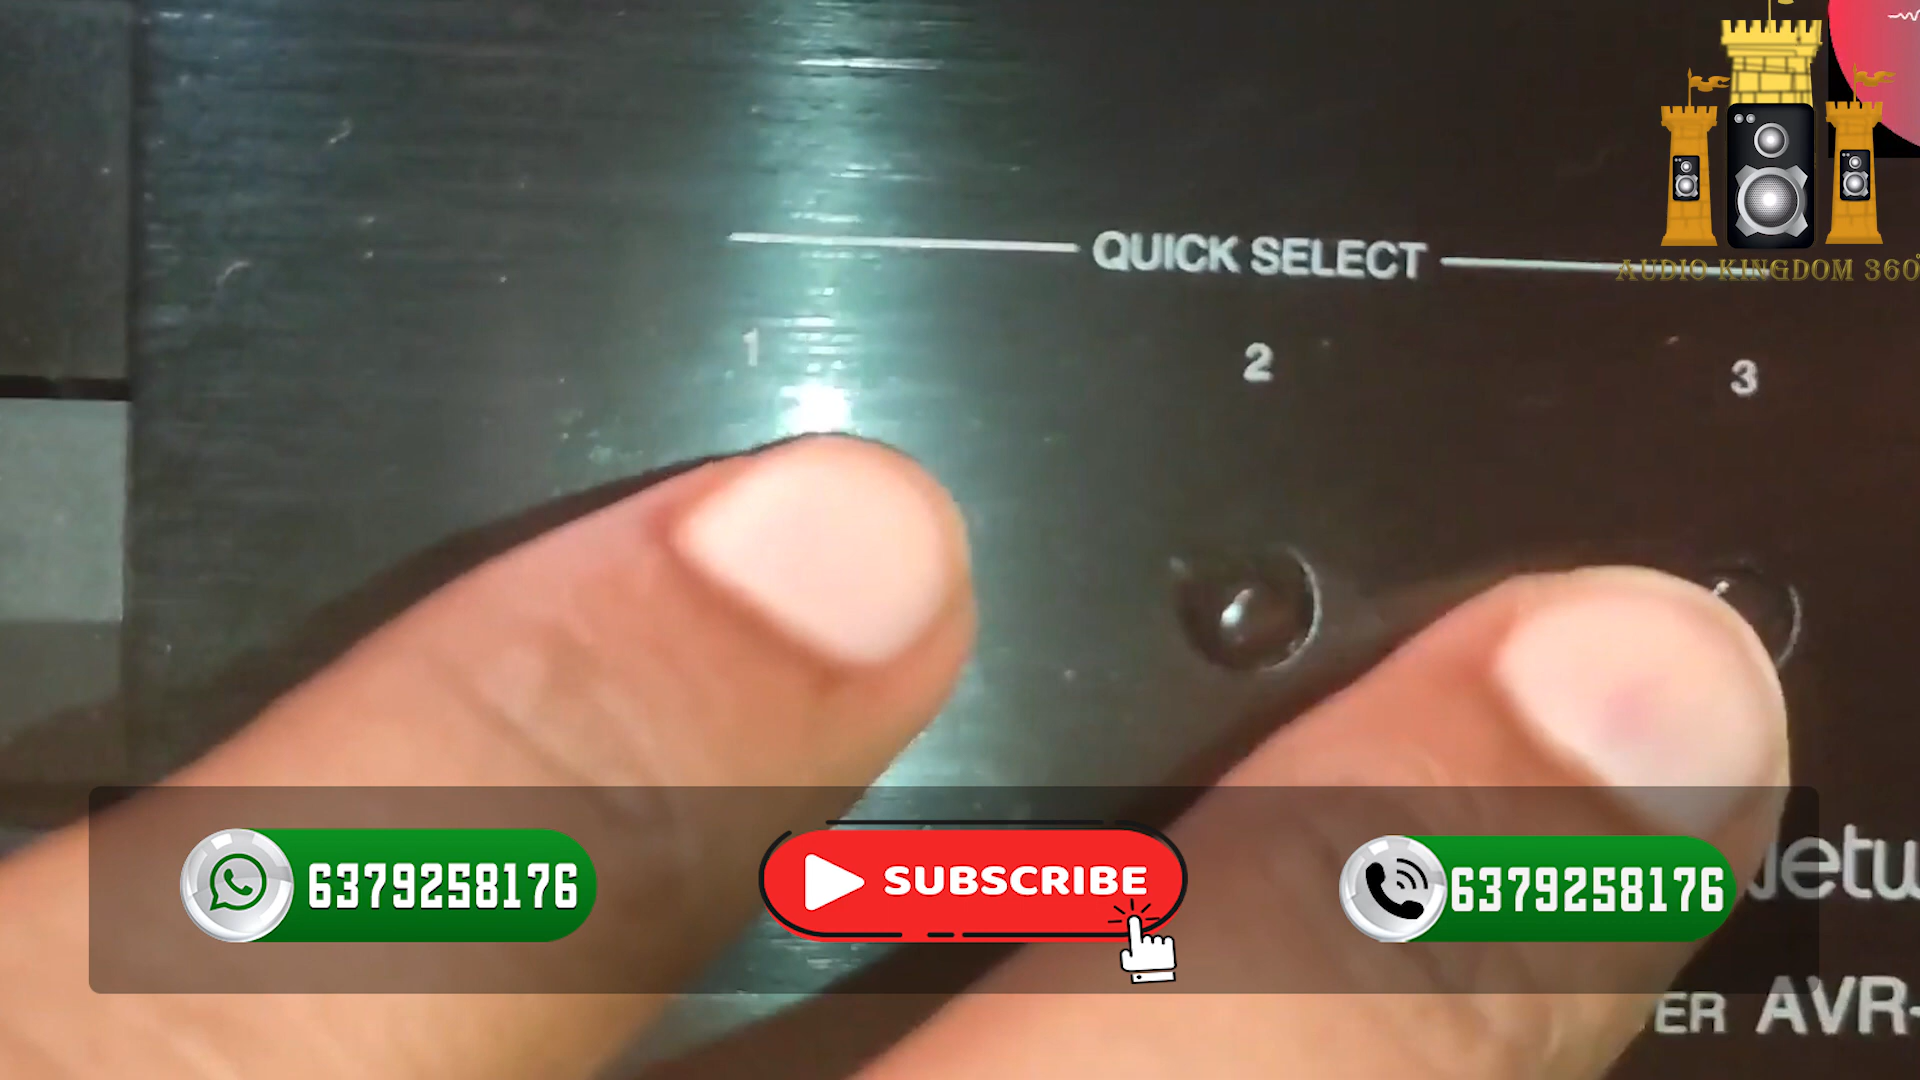 QUICK SELECT
AUDIO KINGDOM 360°
1
2
3
6379258176
SUBSCRIBE
6379258176
AVR-